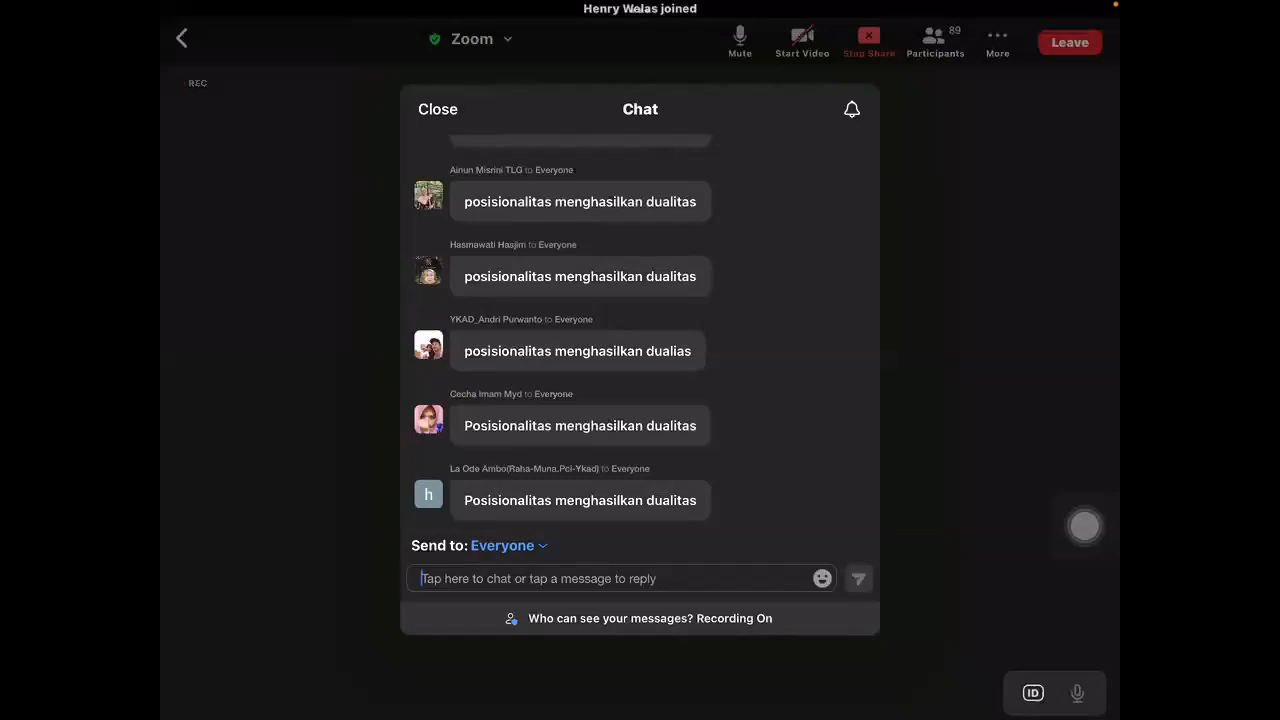 Henry Walas joined
Zoom
Mute
Start Video
Stop Share
89
Participants
More
Leave
REC
Close
Chat
Ainun Misrini TLG to Everyone
posisionalitas menghasilkan dualitas
Hasmawati Hasjim to Everyone
posisionalitas menghasilkan dualitas
YKAD_Andri Purwanto to Everyone
posisionalitas menghasilkan dualias
Cecha Imam Myd to Everyone
Posisionalitas menghasilkan dualitas
La Ode Ambo(Raha-Muna.Pci-Ykad) to Everyone
h
Posisionalitas menghasilkan dualitas
Send to: Everyone
Tap here to chat or tap a message to reply
Who can see your messages? Recording On
ID